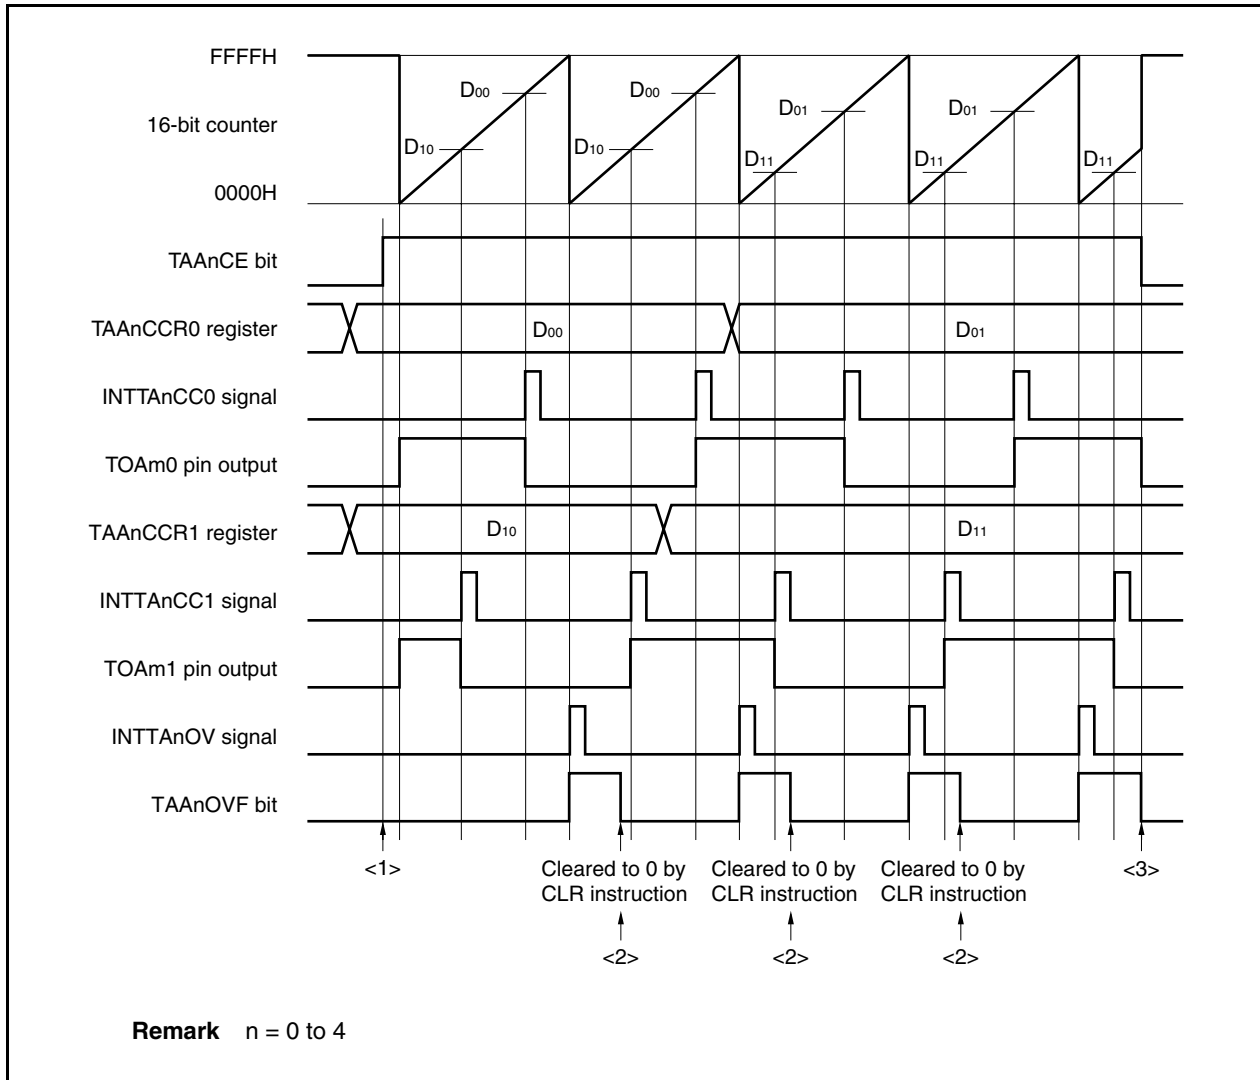 FFFFH
D00
D00
D01
D01
16-bit counter
D10
D10
D11
D11
D11
0000H
TAAnCE bit
TAAnCCR0 register
D00
D01
INTTAnCC0 signal
TOAm0 pin output
TAAnCCR1 register
D10
D11
INTTAnCC1 signal
TOAm1 pin output
INTTAnOV signal
TAAnOVF bit
<1>
Cleared to 0 by
CLR instruction
Cleared to 0 by
CLR instruction
Cleared to 0 by
CLR instruction
<3>
<2>
<2>
<2>
Remark n = 0 to 4